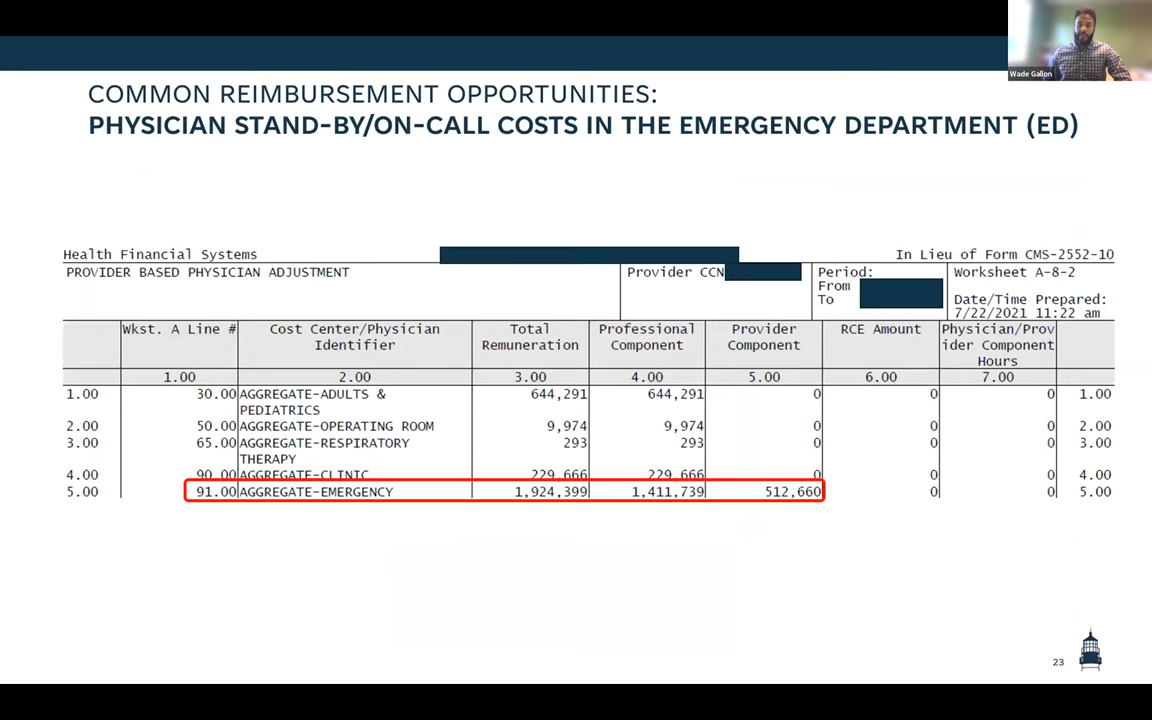 Wade Gallon
COMMON REIMBURSEMENT OPPORTUNITIES:
PHYSICIAN STAND-BY/ON-CALL COSTS IN THE EMERGENCY DEPARTMENT (ED)
Health Financial Systems In Lieu of Form CMS-2552-10
PROVIDER BASED PHYSICIAN ADJUSTMENT Provider CCN Period: Worksheet A-8-2
From
To Date/Time Prepared:
7/22/2021 11:22 am
Wkst. A Line # Cost Center/Physician Total Professional Provider RCE Amount Physician/Prov
Identifier Remuneration Component Component ider Component
Hours
1.00 2.00 3.00 4.00 5.00 6.00 7.00
1.00 30.00 AGGREGATE-ADULTS & 644,291 644,291 0 0 0 1.00
PEDIATRICS
2.00 50.00 AGGREGATE-OPERATING ROOM 9,974 9,974 0 0 0 2.00
3.00 65.00 AGGREGATE-RESPIRATORY 293 293 0 0 0 3.00
THERAPY
4.00 90.00 AGGREGATE-CLINIC 229,666 229,666 0 0 0 4.00
5.00 91.00 AGGREGATE-EMERGENCY 1,924,399 1,411,739 512,660 0 0 5.00
23